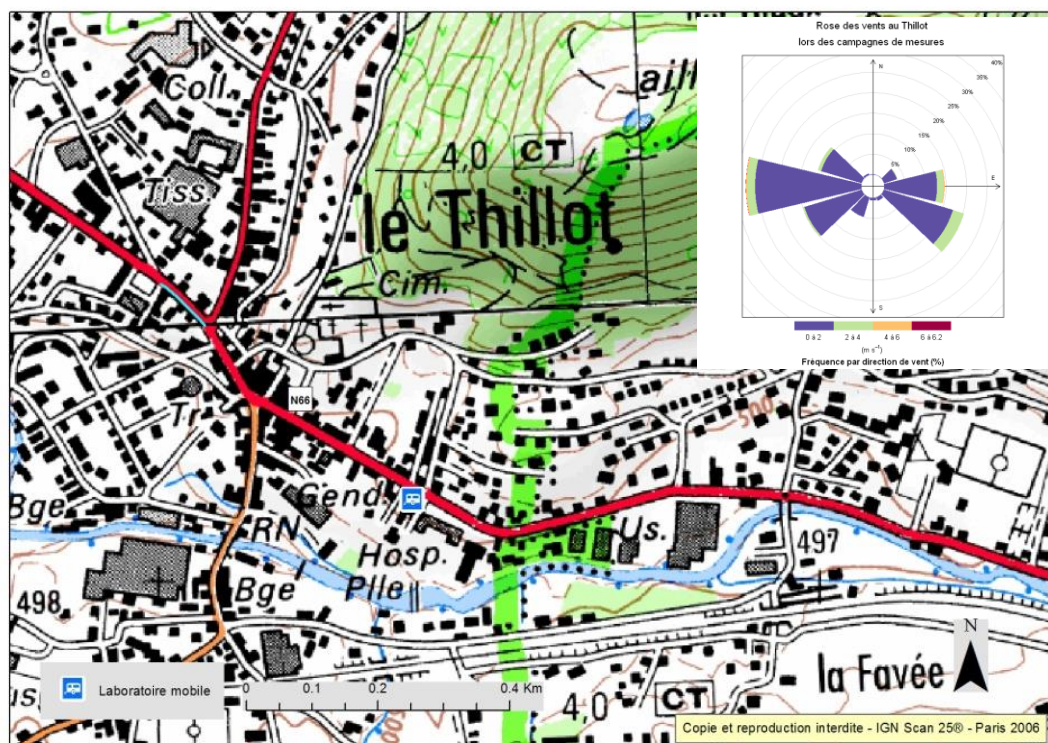 Rose des vents au Thillot
lors des campagnes de mesures
N
40%
35%
30%
25%
20%
15%
10%
5%
E
S
0 à 2
2 à 4
4 à 6
6 à 6.2
(m s⁻¹)
Fréquence par direction de vent (%)
Coll.
Tiss.
4,0 CT
le Thillot
Cim.
N66
500
Gend.
Bge
RN
Hosp.
Us.
497
Plle
Bge
498
N
la Favée
Laboratoire mobile
0 0.1 0.2 0.4 Km
4,0 CT
Copie et reproduction interdite - IGN Scan 25® - Paris 2006